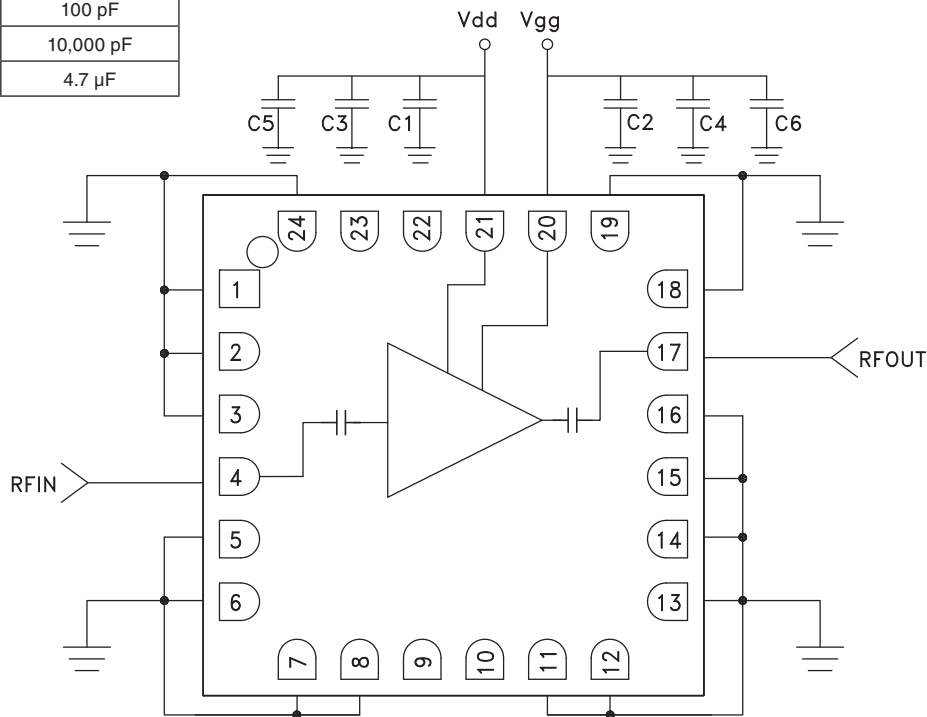 100 pF
10,000 pF
4.7 µF
Vdd Vgg
C5 C3 C1 C2 C4 C6
24 23 22 21 20 19
1 18
2 17
RFOUT
3 16
4 15
RFIN
5 14
6 13
7 8 9 10 11 12